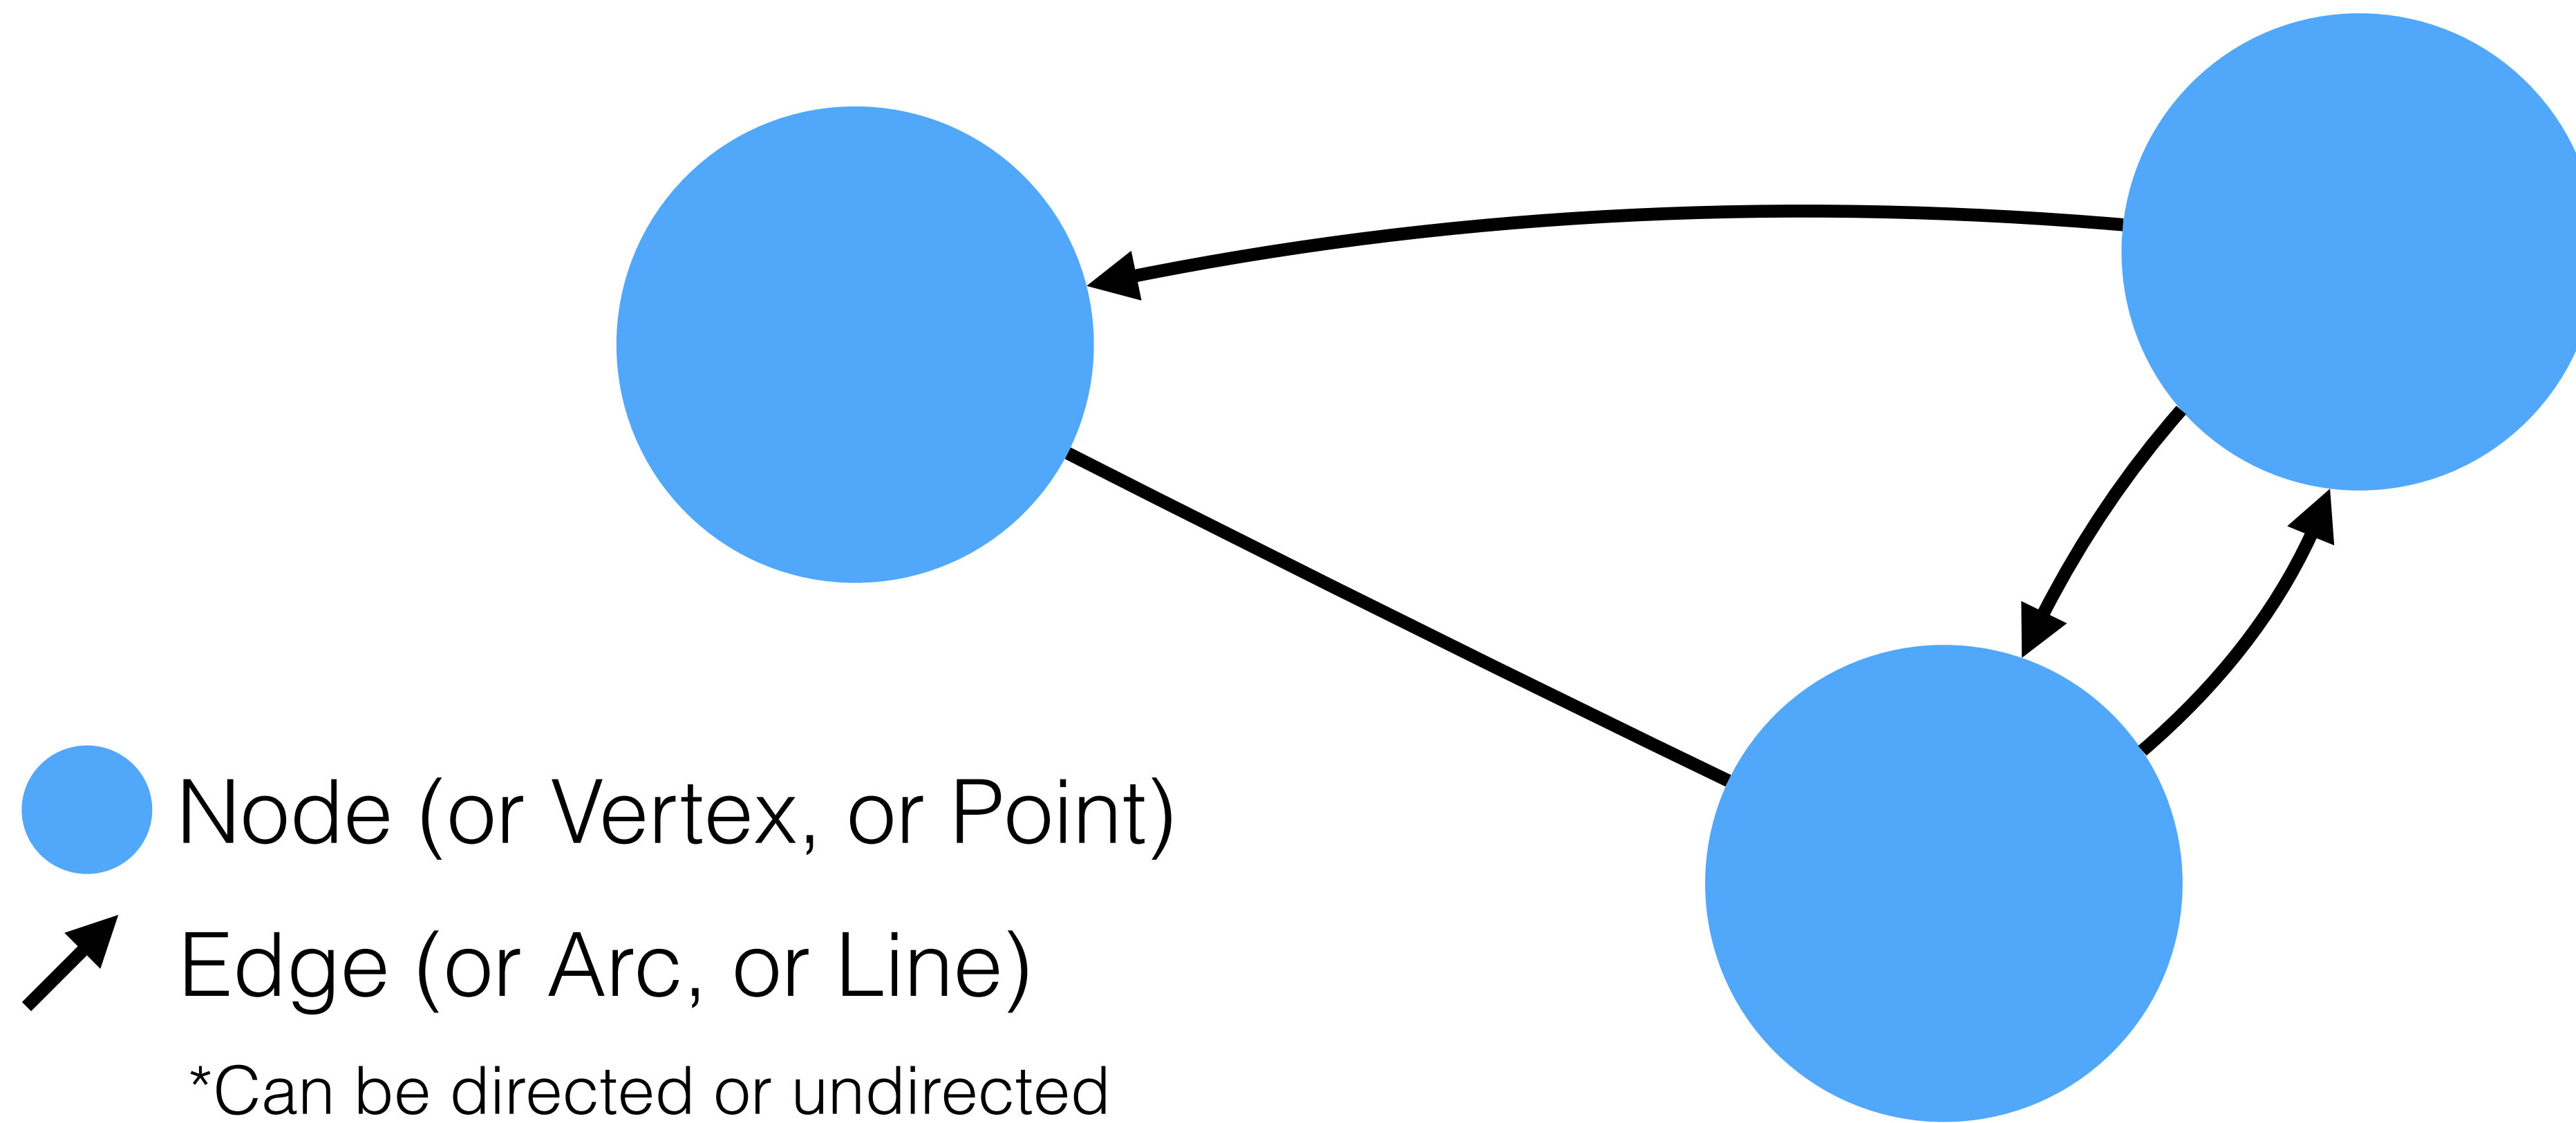 Node (or Vertex, or Point)
Edge (or Arc, or Line)
*Can be directed or undirected